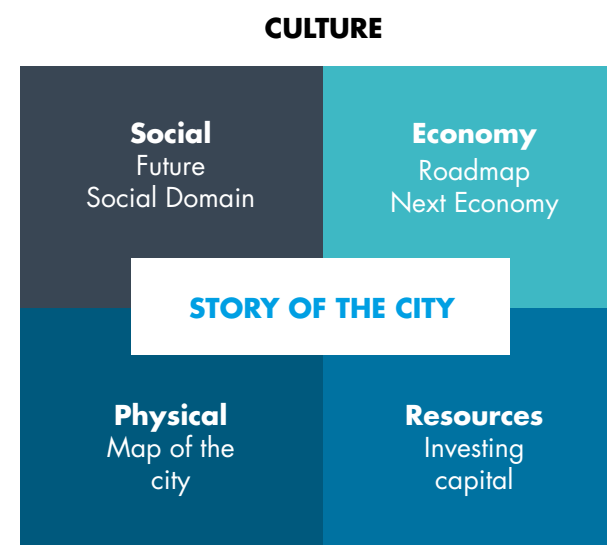 CULTURE
Social
Future
Social Domain
Economy
Roadmap
Next Economy
STORY OF THE CITY
Physical
Map of the
city
Resources
Investing
capital